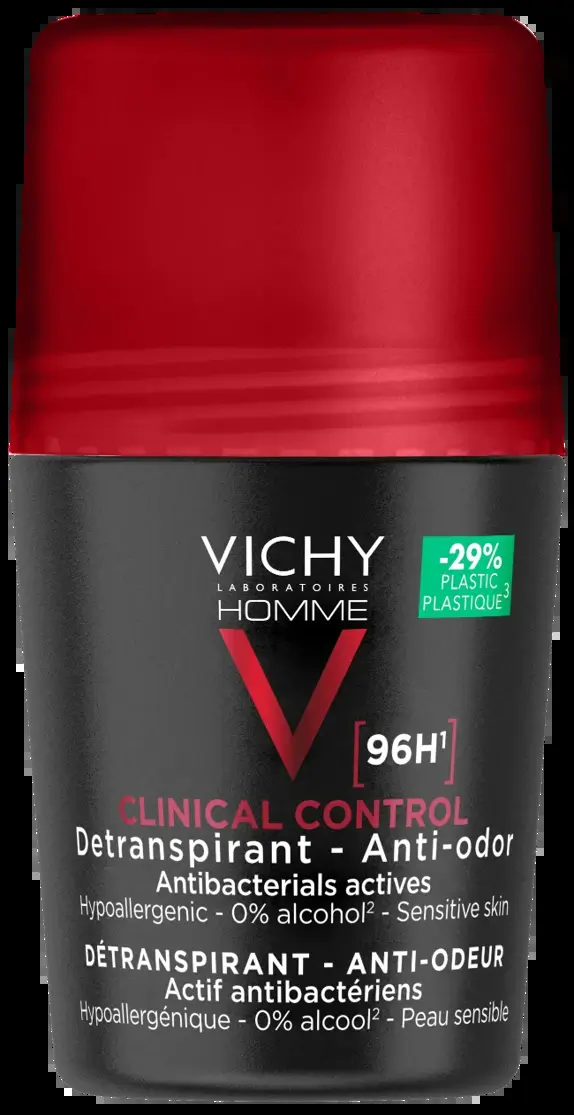 VICHY
LABORATOIRES
HOMME
-29%
PLASTIC
PLASTIQUE³
[96H¹]
CLINICAL CONTROL
Detranspirant - Anti-odor
Antibacterials actives
Hypoallergenic - 0% alcohol² - Sensitive skin
DÉTRANSPIRANT - ANTI-ODEUR
Actif antibactériens
Hypoallergénique - 0% alcool² - Peau sensible